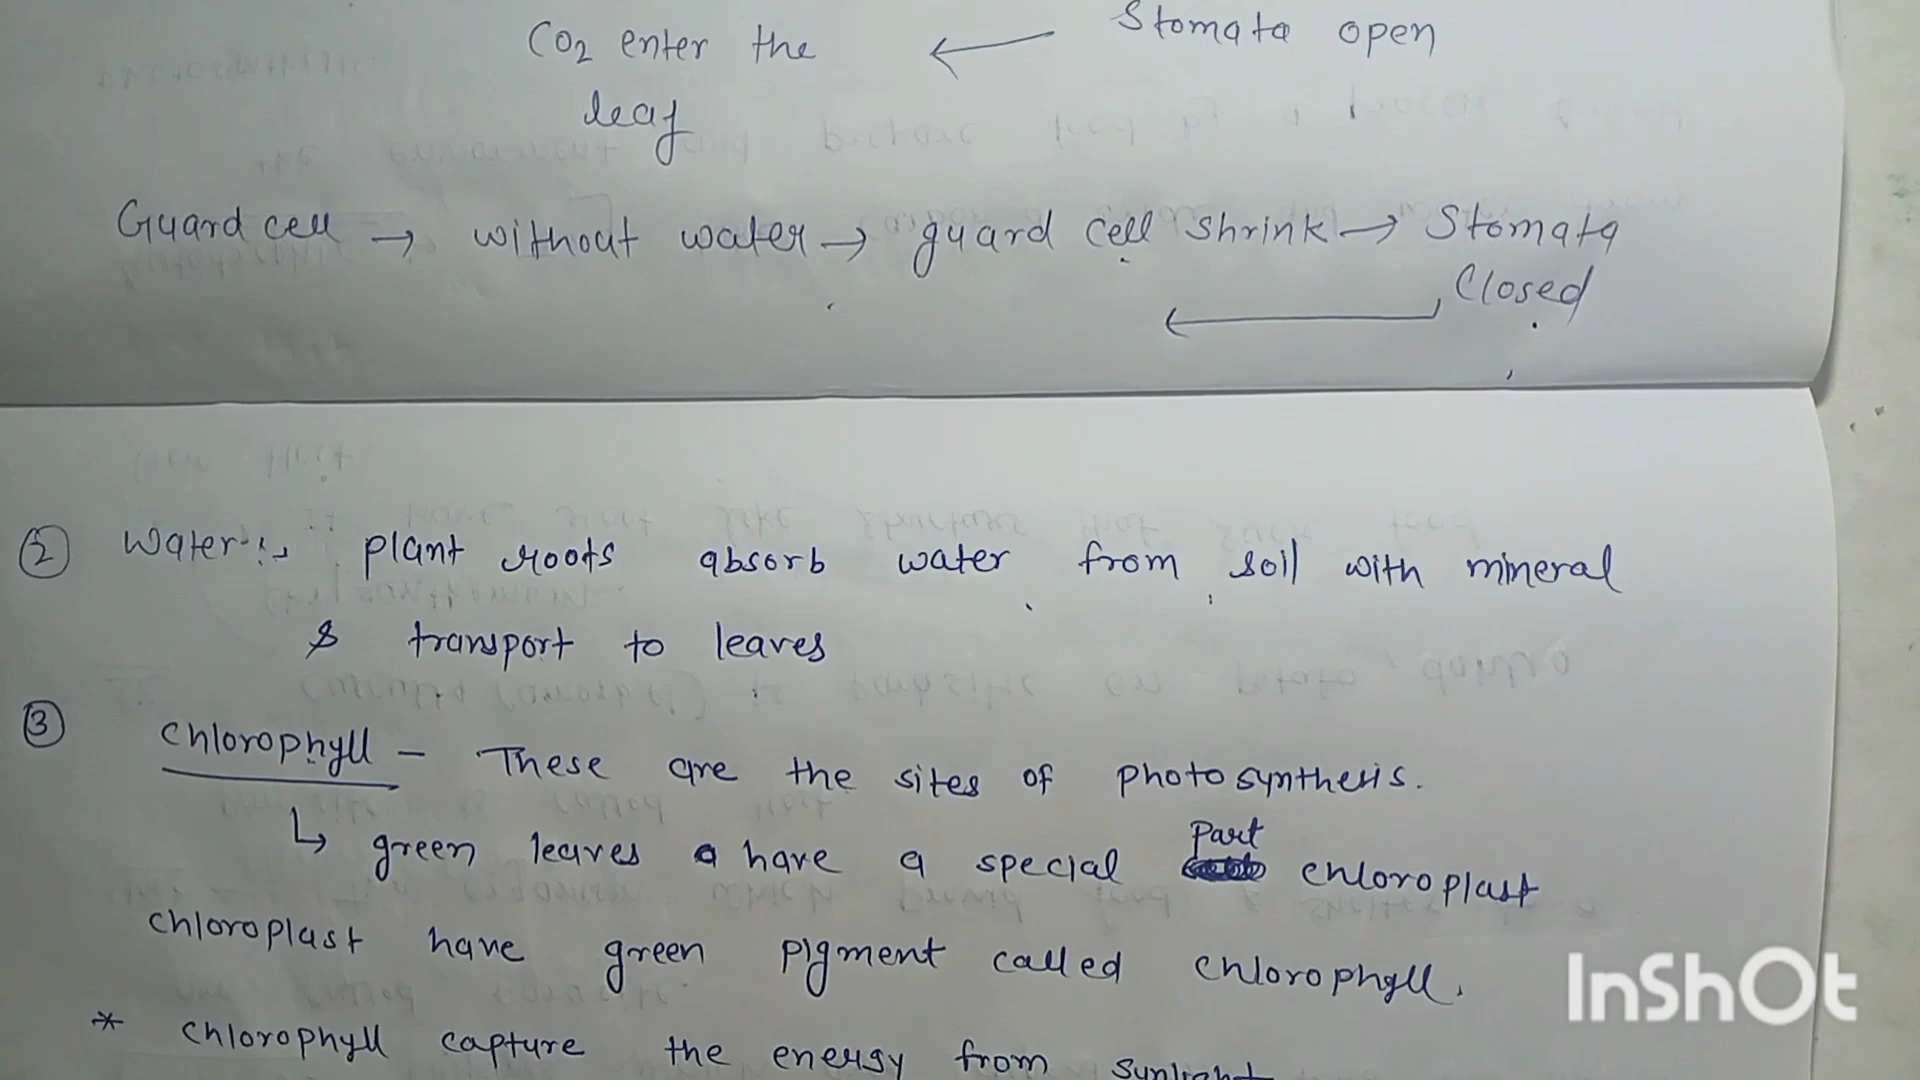 Stomata open
CO2 enter the ←
leaf
Guard cell → without water → guard cell shrink → Stomata
Closed
←
② Water :- plant roots absorb water from soil with mineral
& transport to leaves
③ Chlorophyll - These are the sites of photosynthesis.
↳ green leaves a have a special Part chloroplast
chloroplast have green pigment called chlorophyll.
* chlorophyll capture the energy from sunlight
InShOt